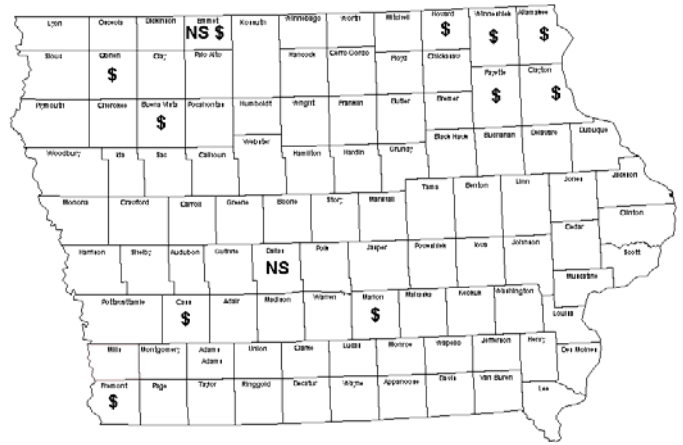 Lyon Osceola Dickinson Emmet Kossuth Winnebago Worth Mitchell Howard Winneshiek Allamakee
NS $ $ $ $
Sioux Obrien Clay Palo Alto Hancock Cerro Gordo Floyd Chickasaw Fayette Clayton
$ $ $
Plymouth Cherokee Buena Vista Pocahontas Humboldt Wright Franklin Butler Bremer
$
Webster Black Hawk Buchanan Delaware Dubuque
Woodbury Ida Sac Calhoun Hamilton Hardin Grundy
Tama Benton Linn Jones Jackson
Monona Crawford Carroll Greene Boone Story Marshall
Clinton
Cedar
Harrison Shelby Audubon Guthrie Dallas Polk Jasper Poweshiek Iowa Johnson Scott
NS
Muscatine
Pottawattamie Cass Adair Madison Warren Marion Mahaska Keokuk Washington
$ $
Louisa
Mills Montgomery Adams Union Clarke Lucas Monroe Wapello Jefferson Henry Des Moines
Adams
Fremont Page Taylor Ringgold Decatur Wayne Appanoose Davis Van Buren Lee
$